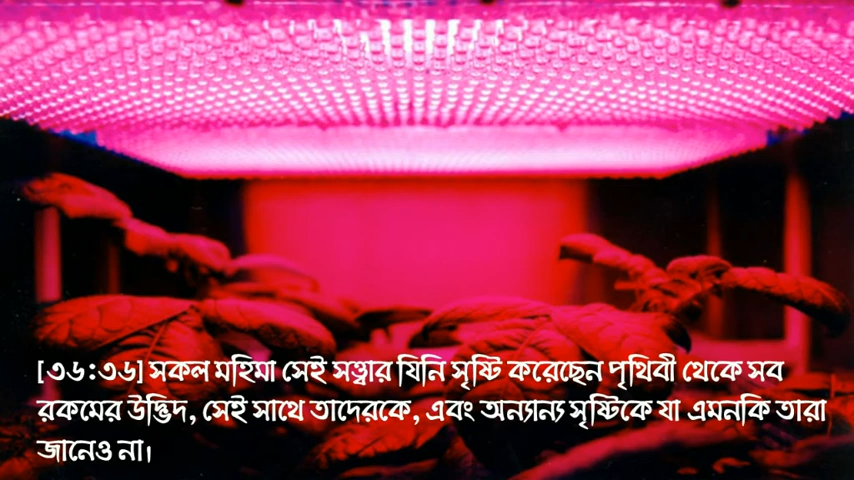 [৩৬:৩৬] সকল মহিমা সেই সত্ত্বার যিনি সৃষ্টি করেছেন পৃথিবী থেকে সব
রকমের উদ্ভিদ, সেই সাথে তাদেরকে, এবং অন্যান্য সৃষ্টিকে যা এমনকি তারা
জানেও না।